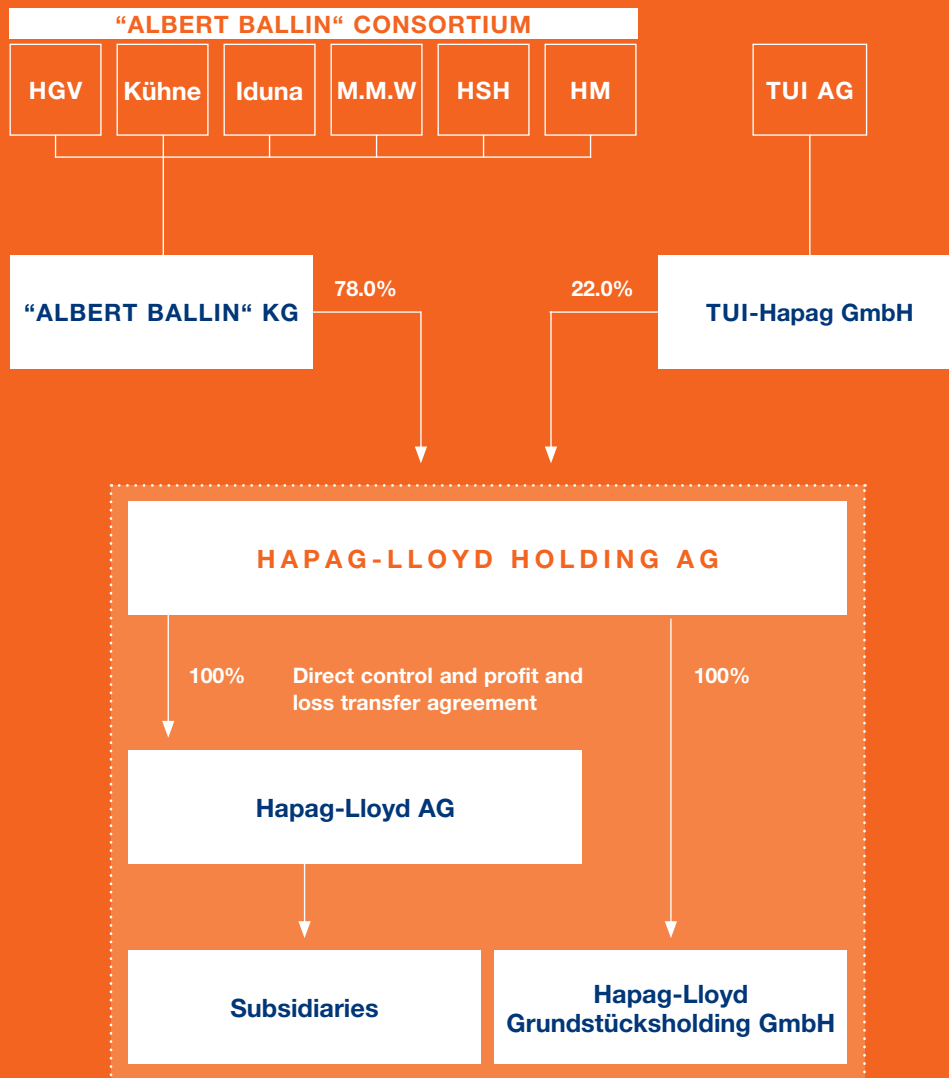 “ALBERT BALLIN“ CONSORTIUM
HGV
Kühne
Iduna
M.M.W
HSH
HM
TUI AG
“ALBERT BALLIN“ KG
78.0%
22.0%
TUI-Hapag GmbH
HAPAG-LLOYD HOLDING AG
100%
Direct control and profit and
loss transfer agreement
100%
Hapag-Lloyd AG
Subsidiaries
Hapag-Lloyd
Grundstücksholding GmbH